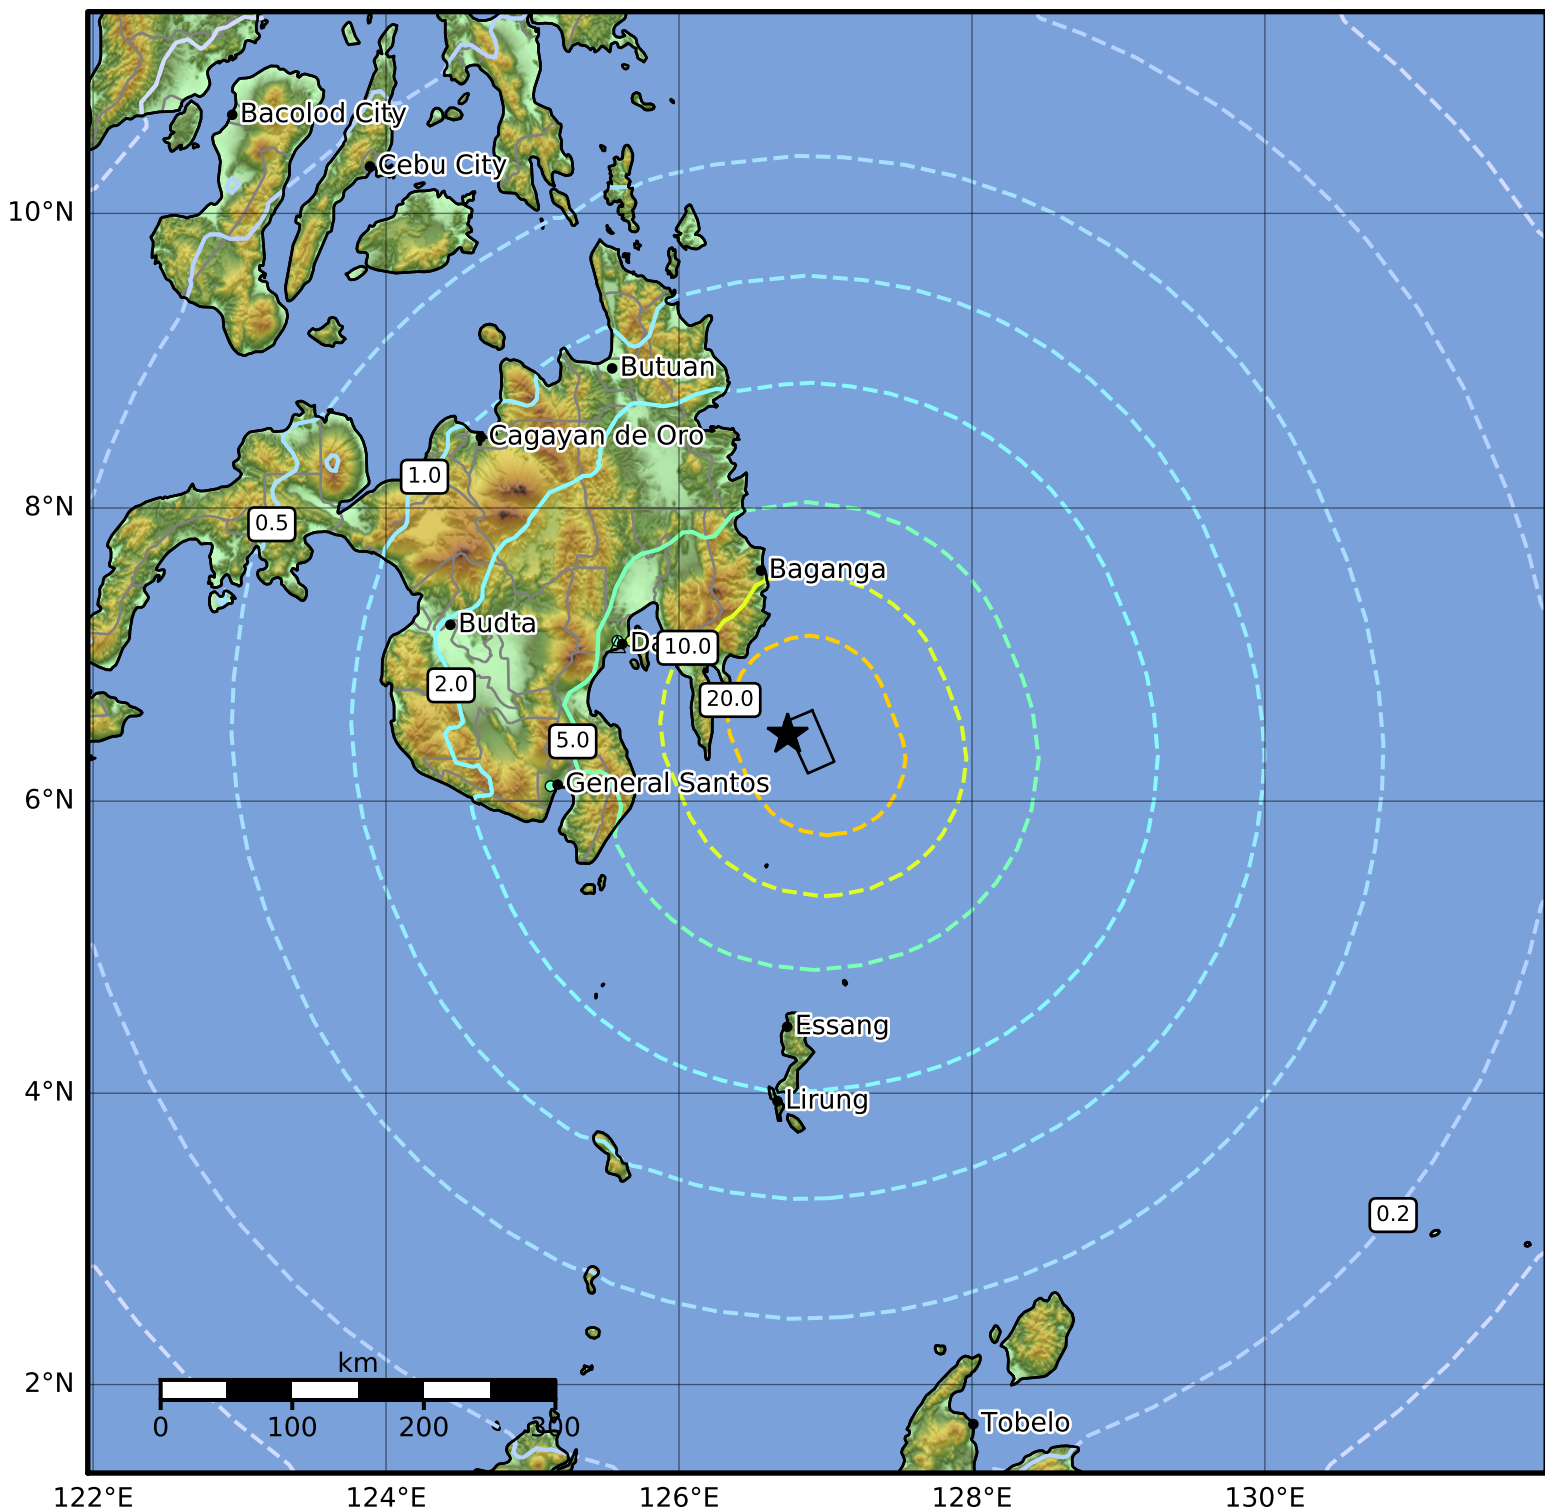 Bacolod City
Cebu City
10°N
Butuan
Cagayan de Oro
1.0
8°N
0.5
Baganga
Budta
Da
10.0
2.0
20.0
5.0
General Santos
6°N
Essang
4°N
Lirung
0.2
km
2°N
0 100 200 300
Tobelo
122°E 124°E 126°E 128°E 130°E